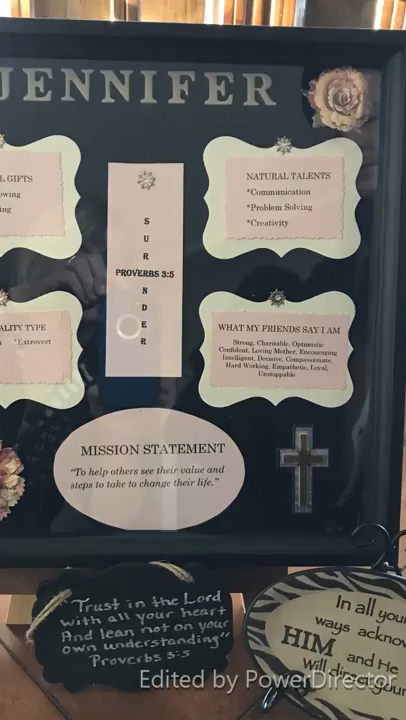 JENNIFER
L GIFTS
owing
ing
NATURAL TALENTS
*Communication
*Problem Solving
*Creativity
S
U
R
R
PROVERBS 3:5
N
D
E
R
ALITY TYPE
*Extrovert
WHAT MY FRIENDS SAY I AM
Strong, Charitable, Optimistic
Confident, Loving Mother, Encouraging
Intelligent, Decisive, Compassionate,
Hard Working, Empathetic, Loyal,
Unstoppable
MISSION STATEMENT
"To help others see their value and
steps to take to change their life."
"Trust in the Lord
with all your heart
And lean not on your
own understanding"
Proverbs 3:5
In all your
ways acknow
HIM and He
will direct your
Edited by PowerDirector